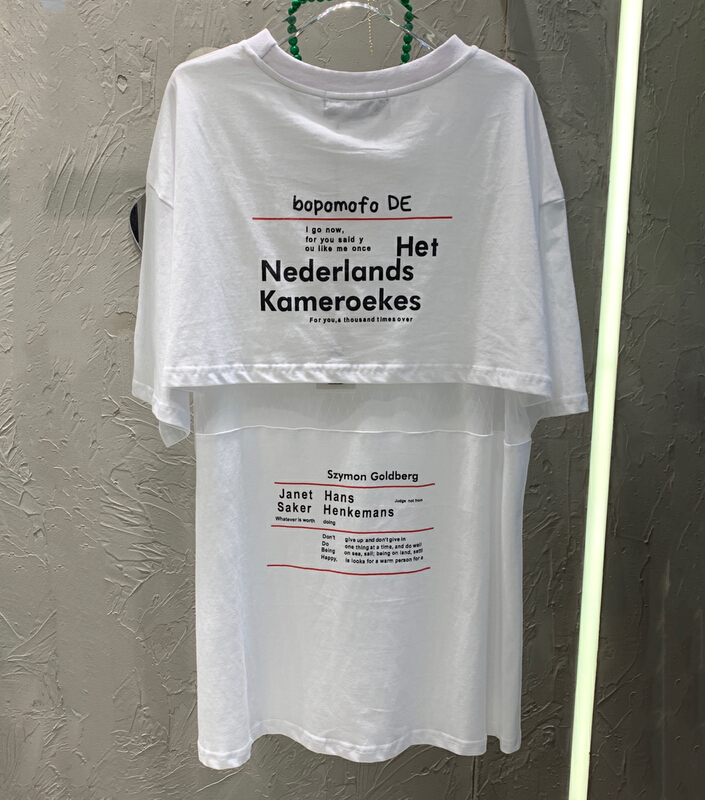 bopomofo DE
I go now,
for you said y
ou like me once
Het
Nederlands
Kameroekes
For you,a thousand times over
Szymon Goldberg
Janet Hans
Judge not from
Saker Henkemans
Whatever is worth doing
Don't give up and don't give in
Do one thing at a time, and do well
Being on sea, sail; being on land, settl
Happy, is looks for a warm person for a